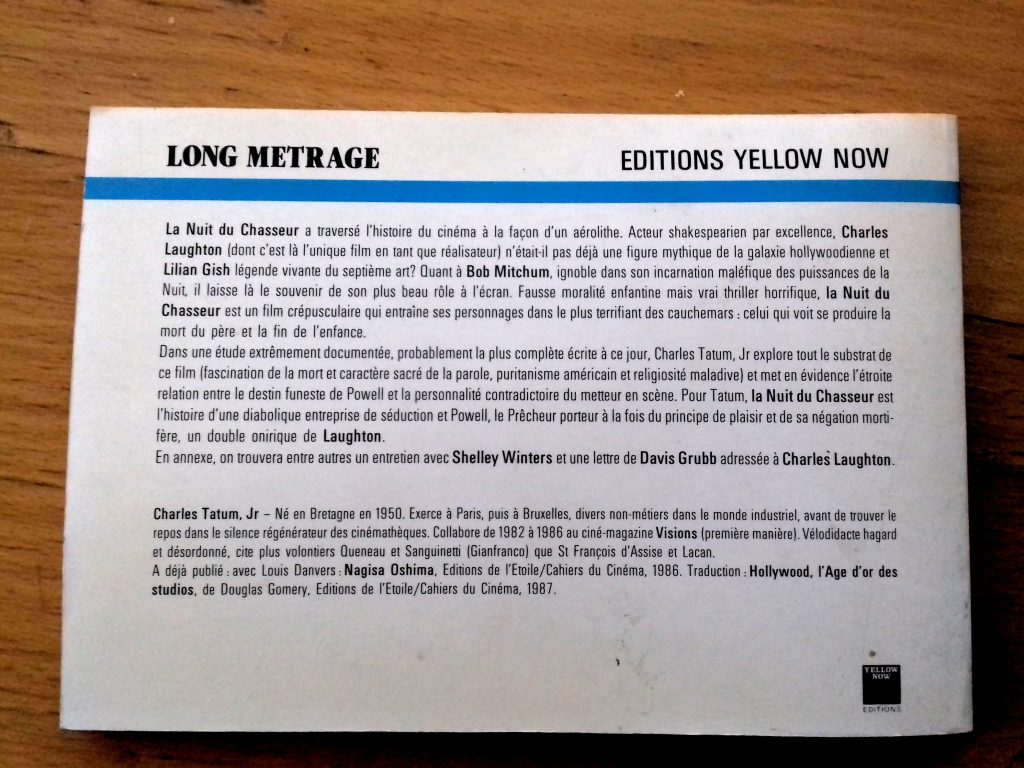 LONG METRAGE
EDITIONS YELLOW NOW
La Nuit du Chasseur a traversé l'histoire du cinéma à la façon d'un aérolithe. Acteur shakespearien par excellence, Charles
Laughton (dont c'est là l'unique film en tant que réalisateur) n'était-il pas déjà une figure mythique de la galaxie hollywoodienne et
Lilian Gish légende vivante du septième art? Quant à Bob Mitchum, ignoble dans son incarnation maléfique des puissances de la
Nuit, il laisse là le souvenir de son plus beau rôle à l'écran. Fausse moralité enfantine mais vrai thriller horrifique, la Nuit du
Chasseur est un film crépusculaire qui entraîne ses personnages dans le plus terrifiant des cauchemars : celui qui voit se produire la
mort du père et la fin de l'enfance.
Dans une étude extrêmement documentée, probablement la plus complète écrite à ce jour, Charles Tatum, Jr explore tout le substrat de
ce film (fascination de la mort et caractère sacré de la parole, puritanisme américain et religiosité maladive) et met en évidence l'étroite
relation entre le destin funeste de Powell et la personnalité contradictoire du metteur en scène. Pour Tatum, la Nuit du Chasseur est
l'histoire d'une diabolique entreprise de séduction et Powell, le Prêcheur porteur à la fois du principe de plaisir et de sa négation morti-
fère, un double onirique de Laughton.
En annexe, on trouvera entre autres un entretien avec Shelley Winters et une lettre de Davis Grubb adressée à Charles Laughton.
Charles Tatum, Jr – Né en Bretagne en 1950. Exerce à Paris, puis à Bruxelles, divers non-métiers dans le monde industriel, avant de trouver le
repos dans le silence régénérateur des cinémathèques. Collabore de 1982 à 1986 au ciné-magazine Visions (première manière). Vélodidacte hagard
et désordonné, cite plus volontiers Queneau et Sanguinetti (Gianfranco) que St François d'Assise et Lacan.
A déjà publié : avec Louis Danvers : Nagisa Oshima, Editions de l'Etoile/Cahiers du Cinéma, 1986. Traduction : Hollywood, l'Age d'or des
studios, de Douglas Gomery, Editions de l'Etoile/Cahiers du Cinéma, 1987.
YELLOW
NOW
EDITIONS